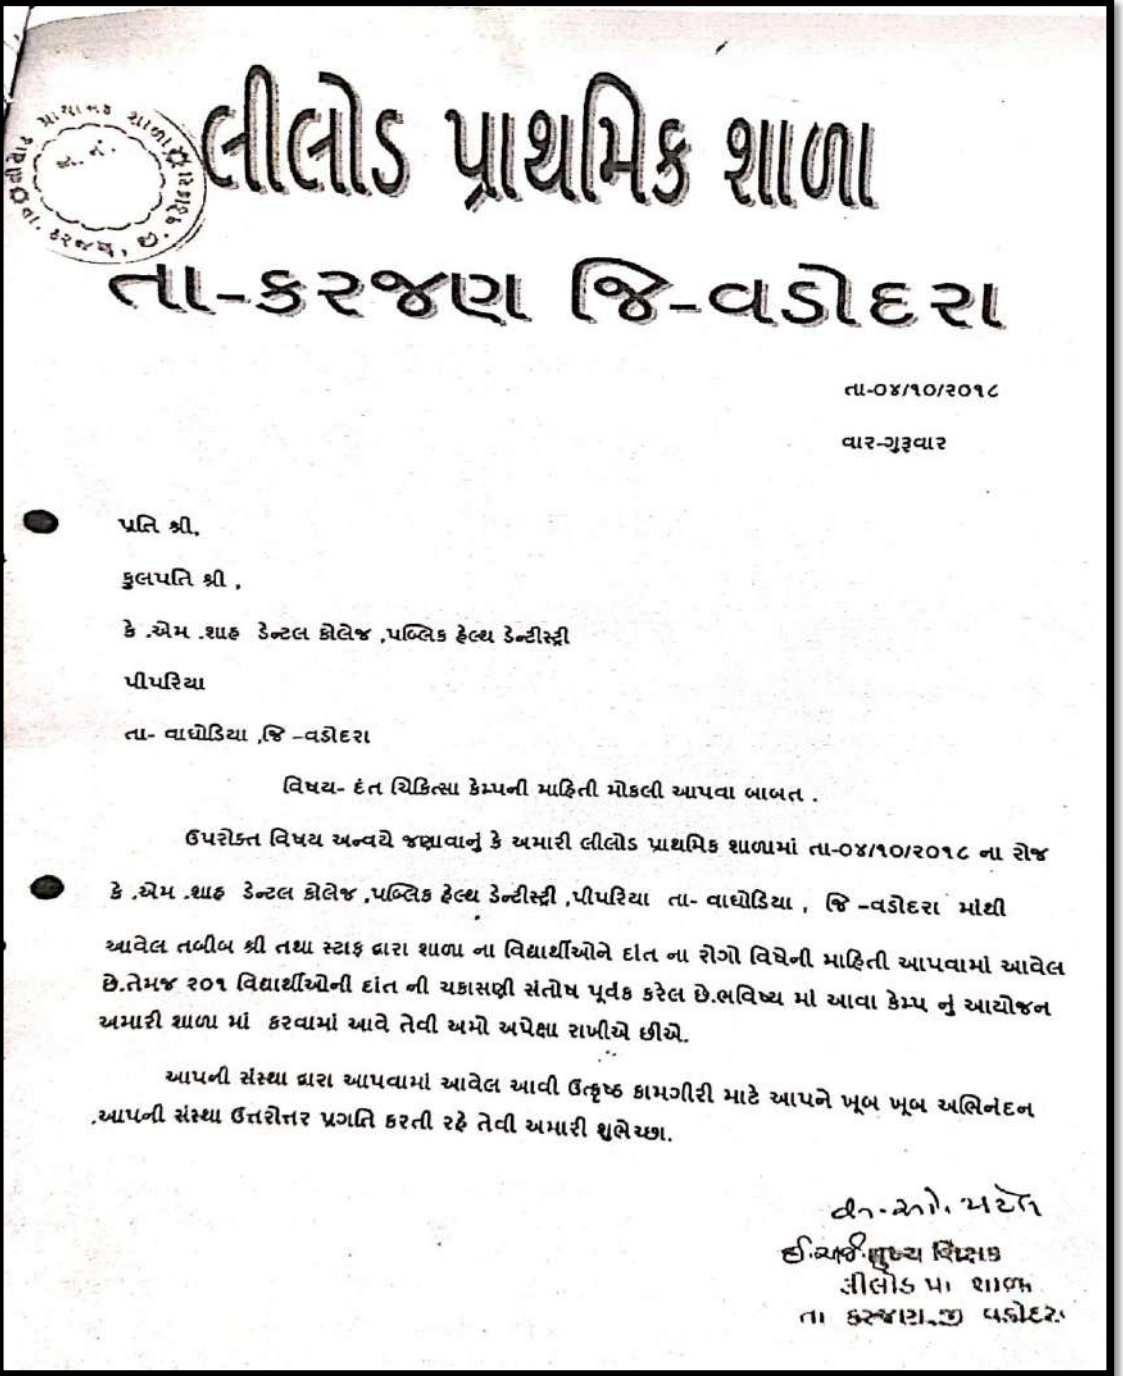 લીલોડ પ્રાથમિક શાળા
તા-કરજણ જિ-વડોદરા
તા-૦૪/૧૦/૨૦૧૮
વાર-ગુરૂવાર
પ્રતિ શ્રી.
કુલપતિ શ્રી ,
કે .એમ .શાહ ડેન્ટલ કોલેજ ,પબ્લિક હેલ્થ ડેન્ટીસ્ટ્રી
પીપરિયા
તા- વાઘોડિયા ,જિ –વડોદરા
વિષય- દંત ચિકિત્સા કેમ્પની માહિતી મોકલી આપવા બાબત .
ઉપરોક્ત વિષય અન્વયે જણાવાનું કે અમારી લીલોડ પ્રાથમિક શાળામાં તા-૦૪/૧૦/૨૦૧૮ ના રોજ
કે .એમ .શાહ ડેન્ટલ કોલેજ ,પબ્લિક હેલ્થ ડેન્ટીસ્ટ્રી ,પીપરિયા તા- વાઘોડિયા , જિ –વડોદરા માંથી
આવેલ તબીબ શ્રી તથા સ્ટાફ દ્વારા શાળા ના વિદ્યાર્થીઓને દાંત ના રોગો વિષેની માહિતી આપવામાં આવેલ
છે.તેમજ ૨૦૧ વિદ્યાર્થીઓની દાંત ની ચકાસણી સંતોષ પૂર્વક કરેલ છે.ભવિષ્ય માં આવા કેમ્પ નું આયોજન
અમારી શાળા માં કરવામાં આવે તેવી અમો અપેક્ષા રાખીએ છીએ.
આપની સંસ્થા દ્વારા આપવામાં આવેલ આવી ઉત્કૃષ્ઠ કામગીરી માટે આપને ખૂબ ખૂબ અભિનંદન
.આપની સંસ્થા ઉત્તરોત્તર પ્રગતિ કરતી રહે તેવી અમારી શુભેચ્છા.
પટેલ
મુખ્ય શિક્ષક
લીલોડ પ્રા શાળા
તા કરજણ.જી વડોદરા